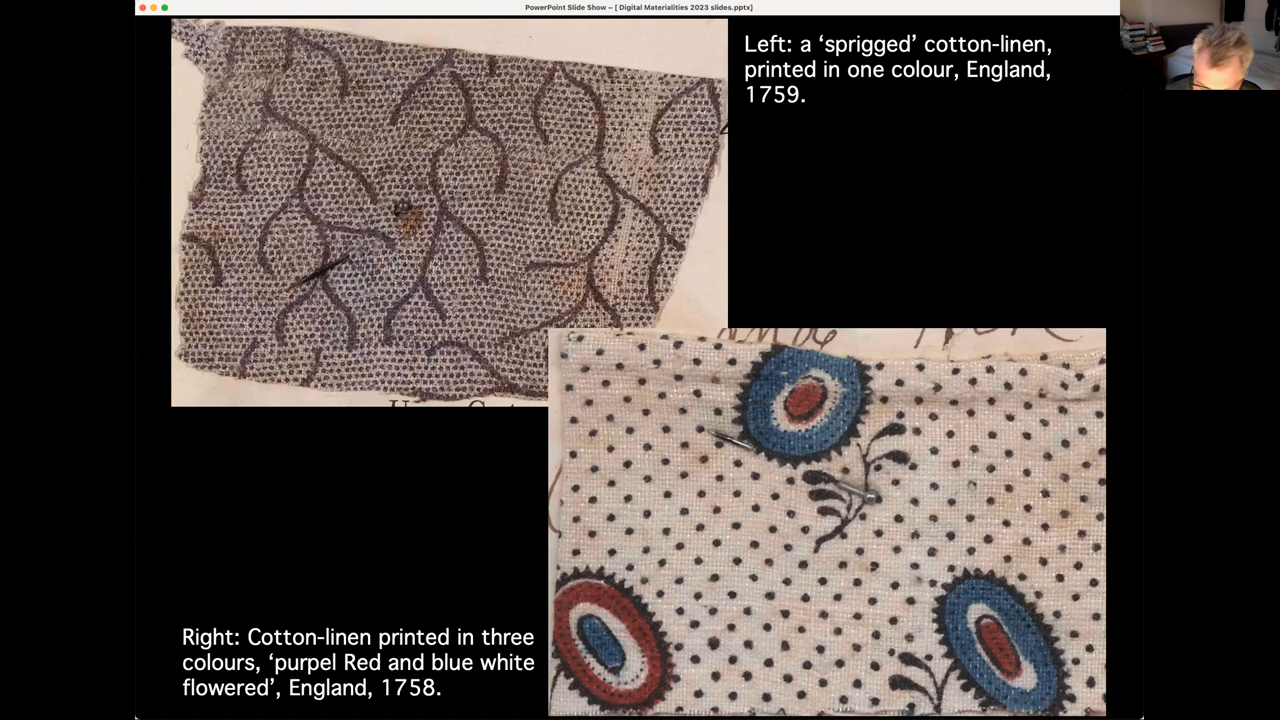 PowerPoint Slide Show – [ Digital Materialities 2023 slides.pptx]
Left: a ‘sprigged’ cotton-linen,
printed in one colour, England,
1759.
Right: Cotton-linen printed in three
colours, ‘purpel Red and blue white
flowered’, England, 1758.